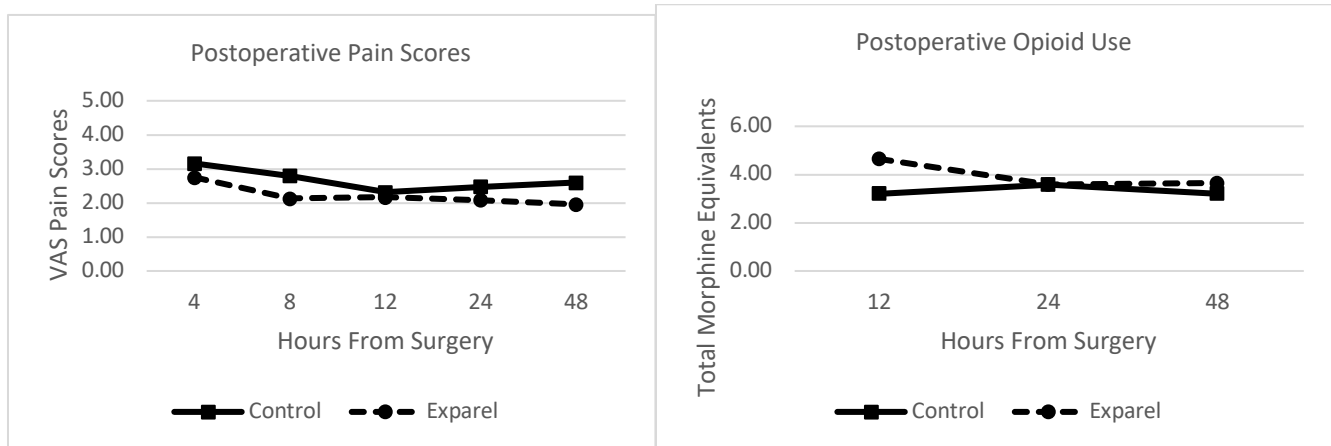 Postoperative Pain Scores
VAS Pain Scores
5.00
4.00
3.00
2.00
1.00
0.00
4 8 12 24 48
Hours From Surgery
Control Exparel
Postoperative Opioid Use
Total Morphine Equivalents
6.00
4.00
2.00
0.00
12 24 48
Hours From Surgery
Control Exparel